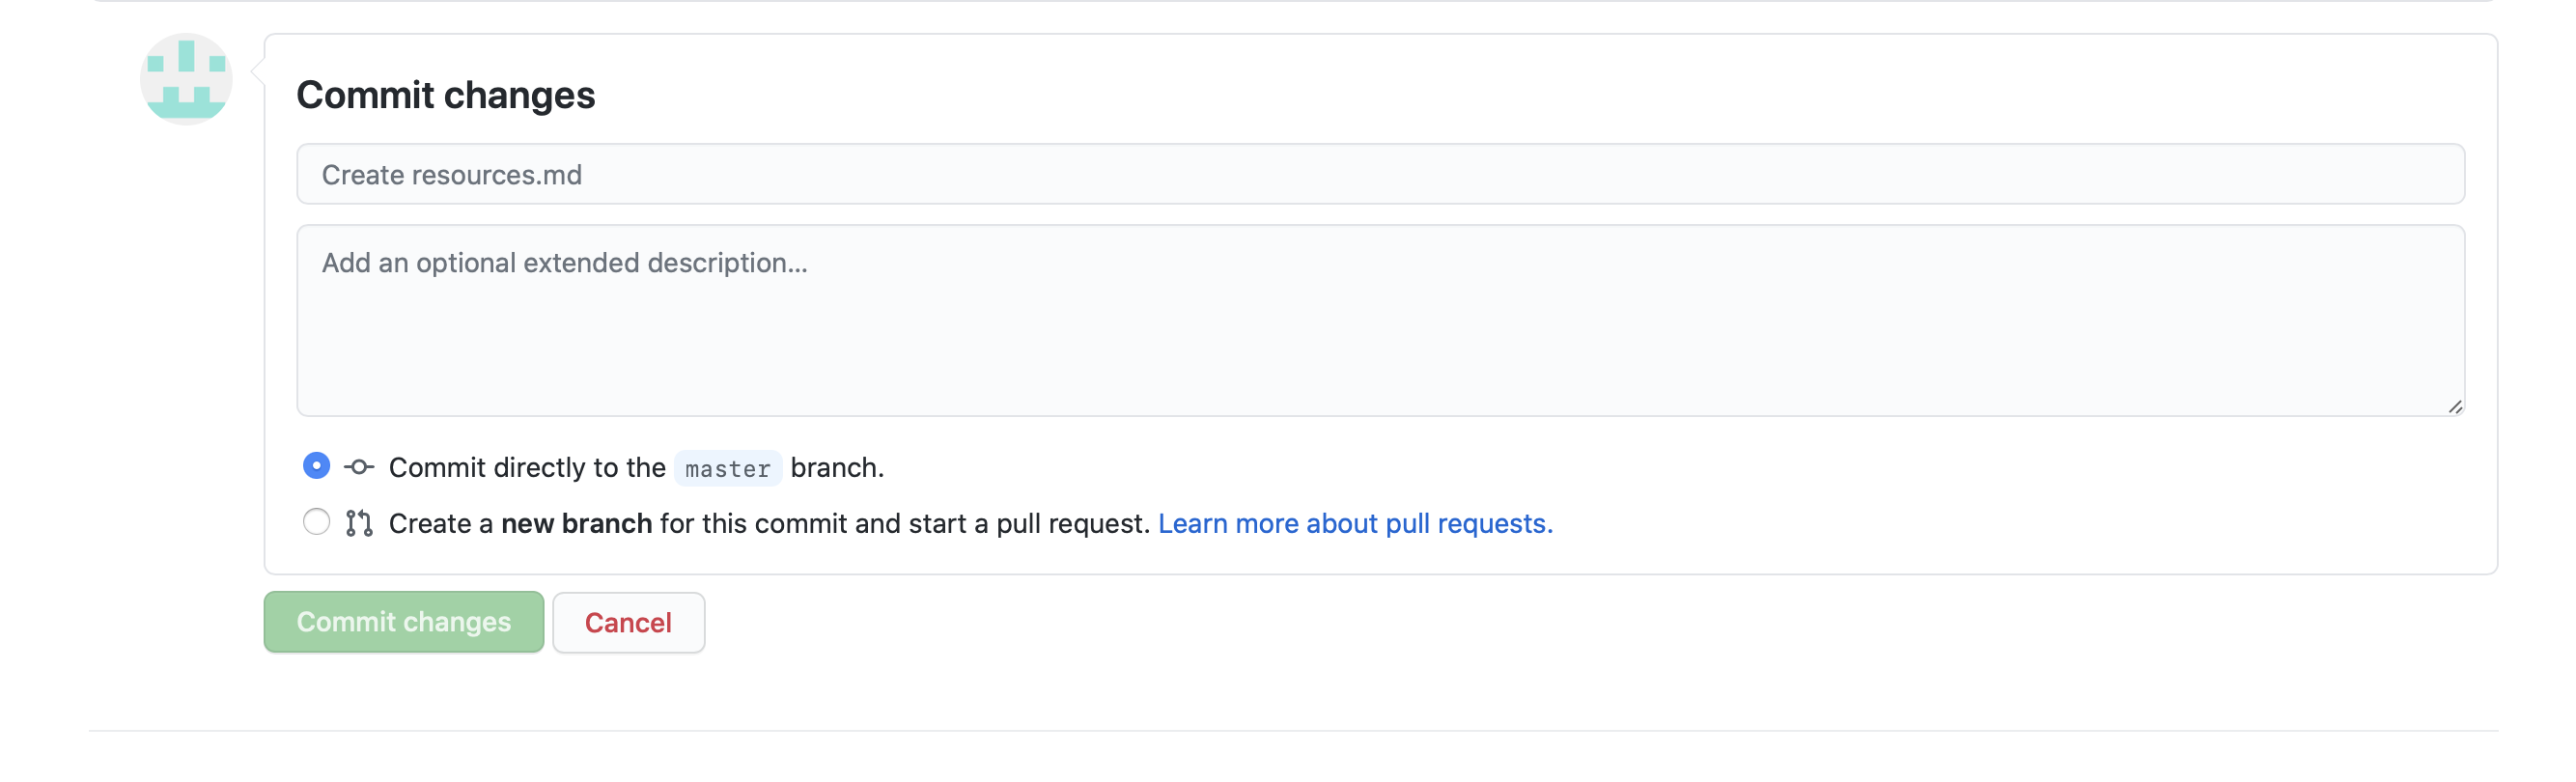 Commit changes
Create resources.md
Add an optional extended description...
Commit directly to the master branch.
Create a new branch for this commit and start a pull request. Learn more about pull requests.
Commit changes Cancel